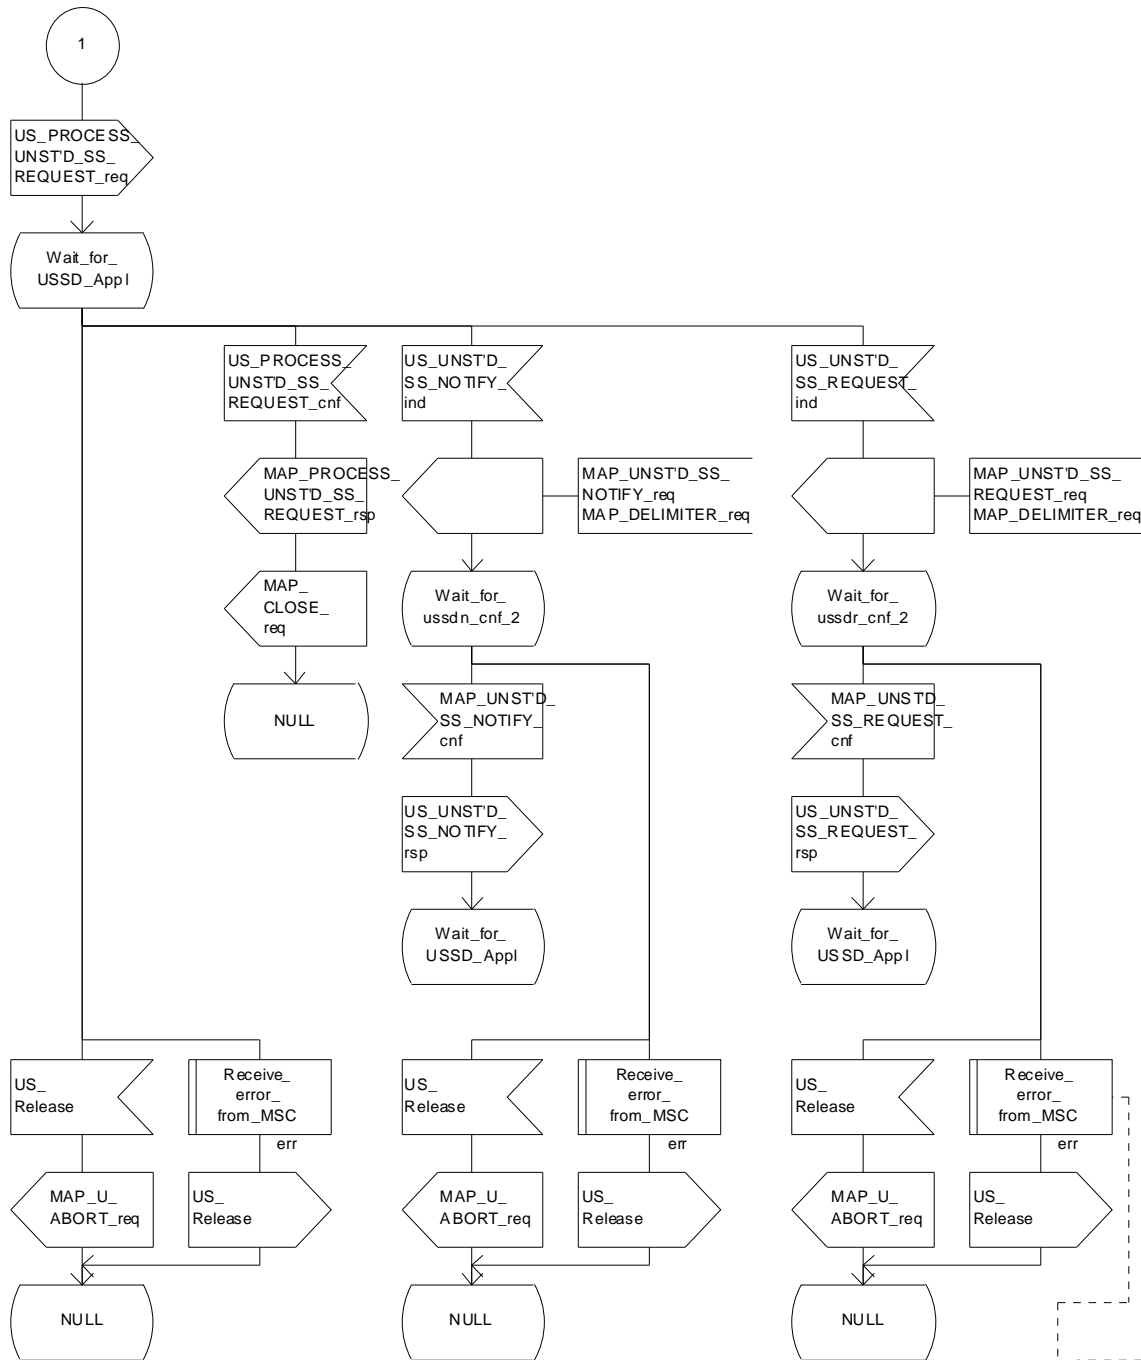 1
US_PROCESS_
UNST'D_SS_
REQUEST_req
Wait_for_
USSD_Appl
US_PROCESS_
UNST'D_SS_
REQUEST_cnf
US_UNST'D_
SS_NOTIFY_
ind
US_UNST'D_
SS_REQUEST_
ind
MAP_PROCESS_
UNST'D_SS_
REQUEST_rsp
MAP_UNST'D_SS_
NOTIFY_req
MAP_DELIMITER_req
MAP_UNST'D_SS_
REQUEST_req
MAP_DELIMITER_req
MAP_
CLOSE_
req
Wait_for_
ussdn_cnf_2
Wait_for_
ussdr_cnf_2
NULL
MAP_UNST'D_
SS_NOTIFY_
cnf
MAP_UNST'D_
SS_REQUEST_
cnf
US_UNST'D_
SS_NOTIFY_
rsp
US_UNST'D_
SS_REQUEST_
rsp
Wait_for_
USSD_Appl
Wait_for_
USSD_Appl
US_
Release
Receive_
error_
from_MSC
err
US_
Release
Receive_
error_
from_MSC
err
US_
Release
Receive_
error_
from_MSC
err
MAP_U_
ABORT_req
US_
Release
MAP_U_
ABORT_req
US_
Release
MAP_U_
ABORT_req
US_
Release
NULL
NULL
NULL